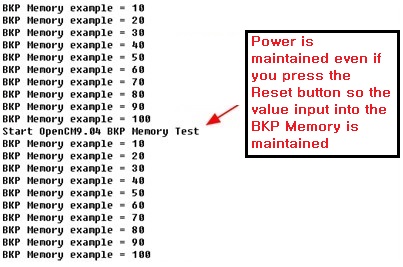 BKP Memory example = 10
BKP Memory example = 20
BKP Memory example = 30
BKP Memory example = 40
BKP Memory example = 50
BKP Memory example = 60
BKP Memory example = 70
BKP Memory example = 80
BKP Memory example = 90
BKP Memory example = 100
Start OpenCM9.04 BKP Memory Test
BKP Memory example = 10
BKP Memory example = 20
BKP Memory example = 30
BKP Memory example = 40
BKP Memory example = 50
BKP Memory example = 60
BKP Memory example = 70
BKP Memory example = 80
BKP Memory example = 90
BKP Memory example = 100
Power is
maintained even if
you press the
Reset button so the
value input into the
BKP Memory is
maintained